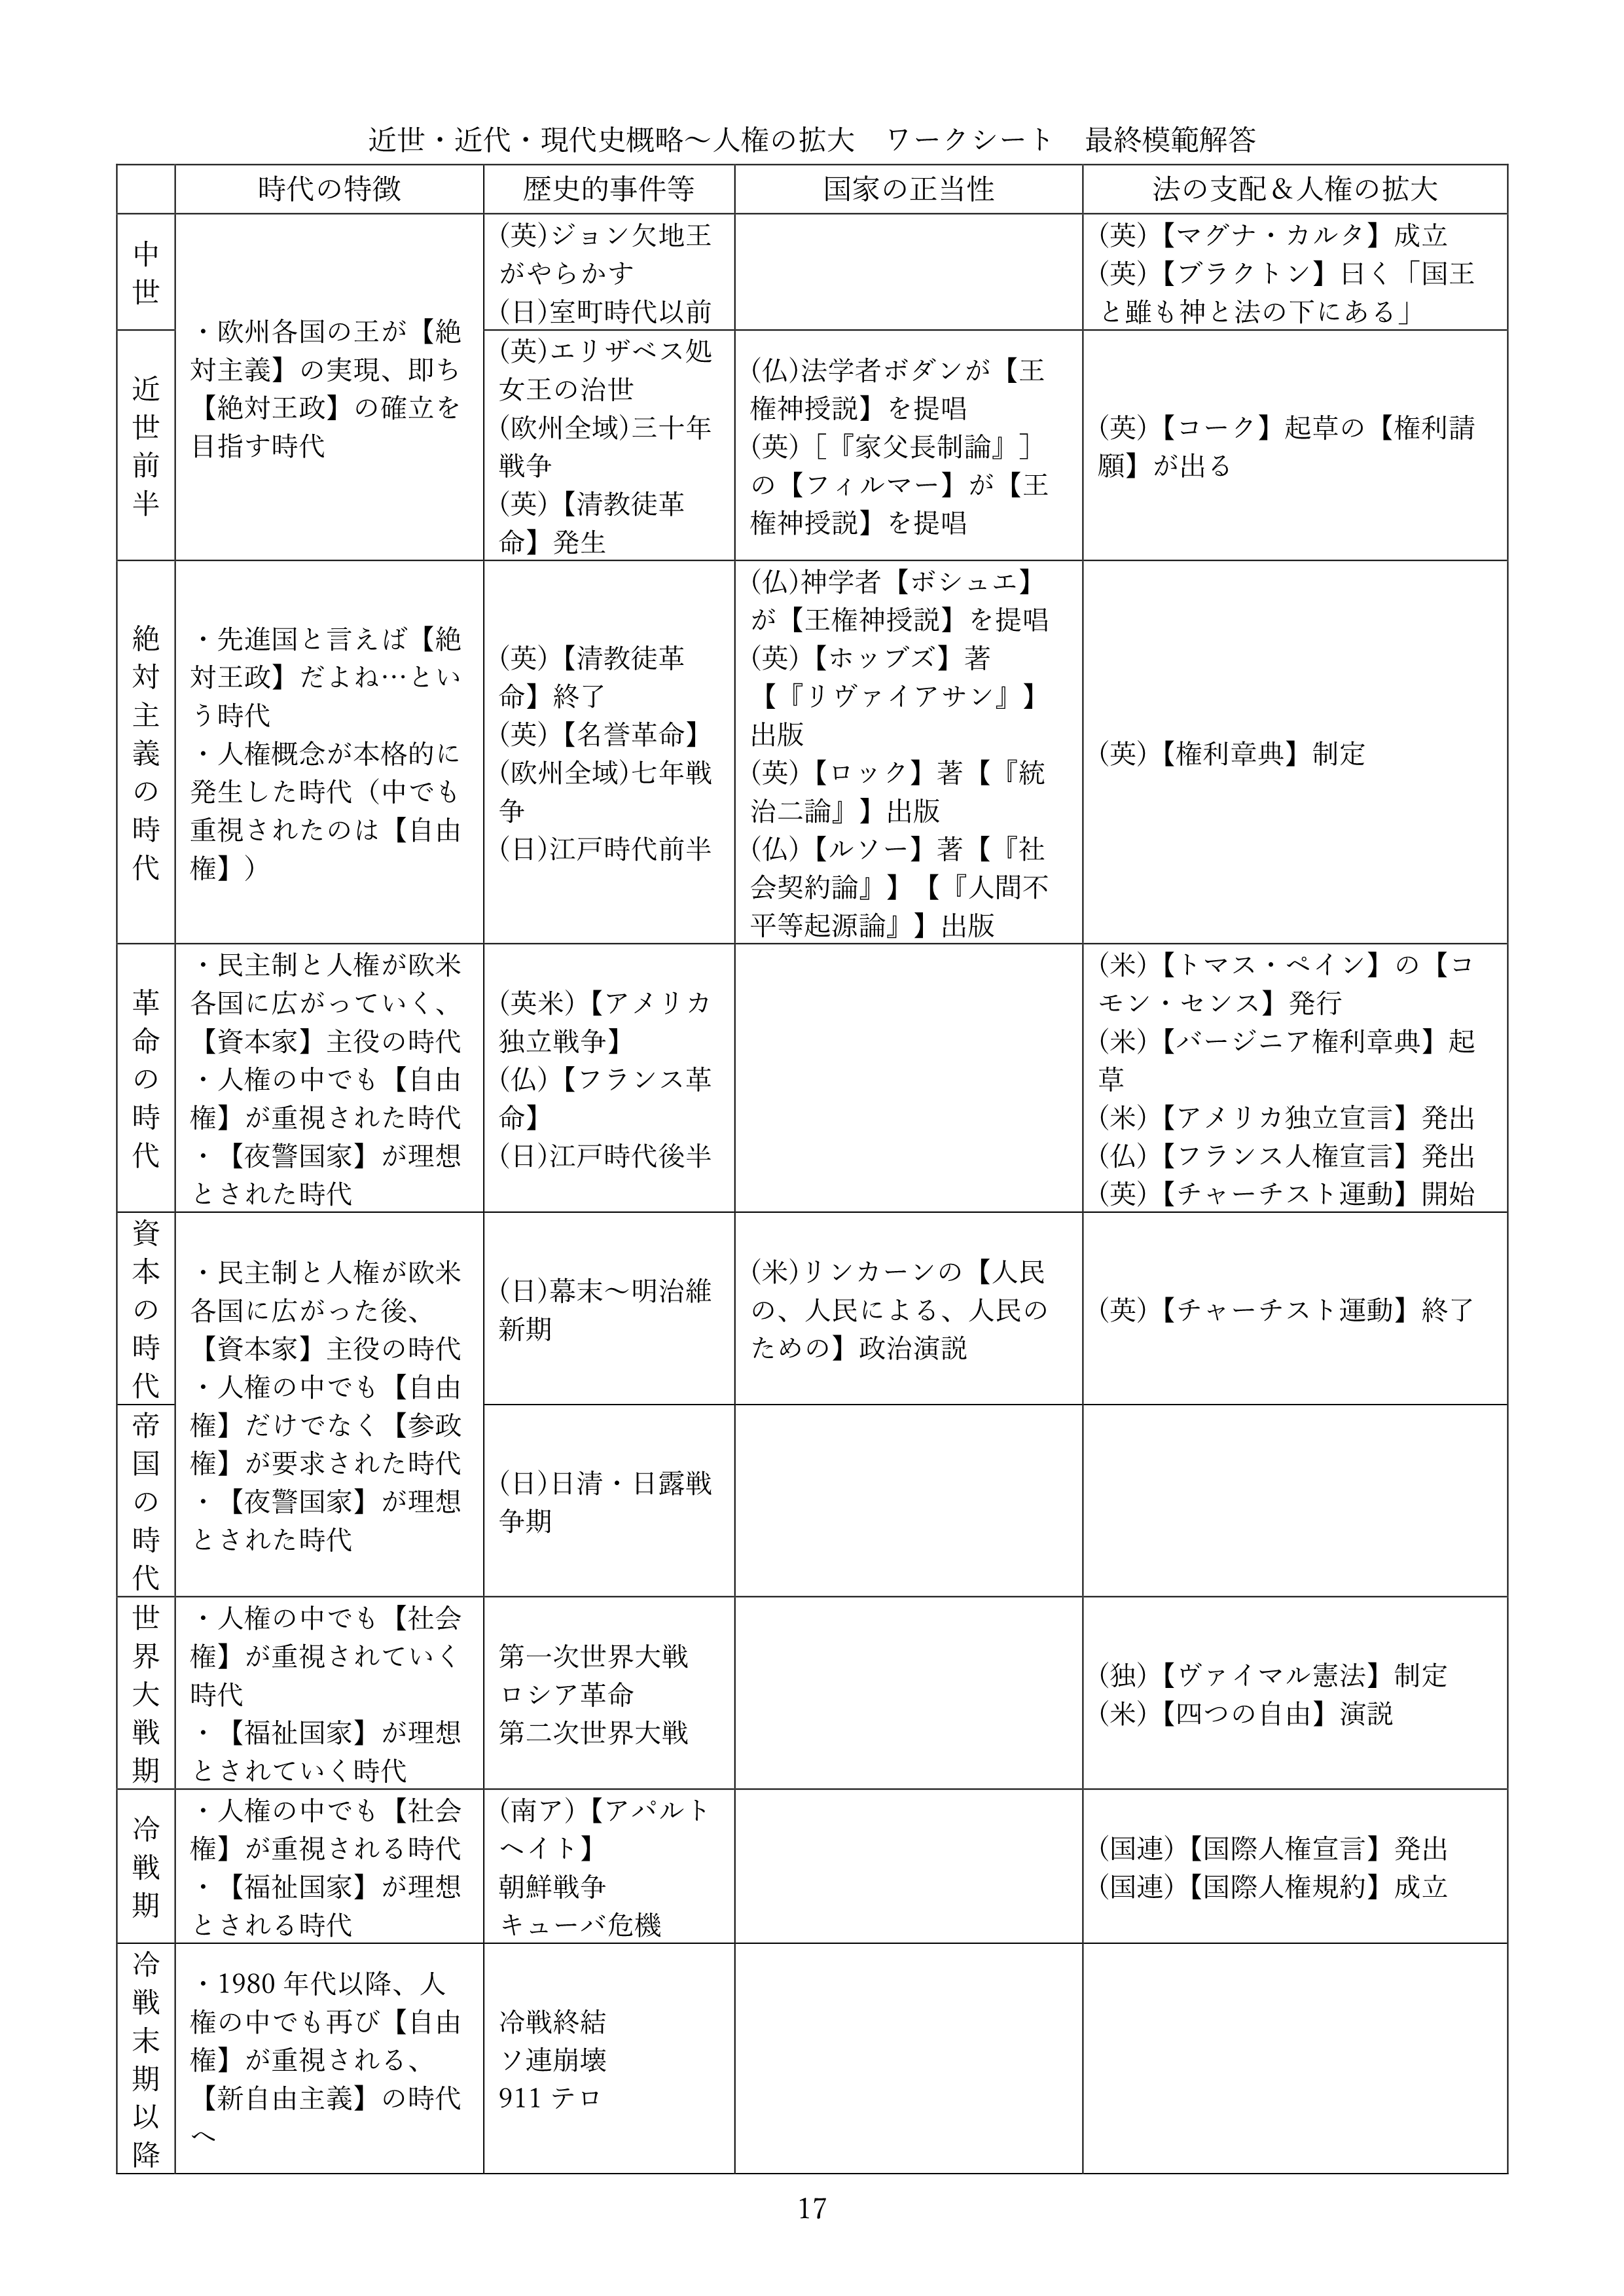 近世・近代・現代史概略～人権の拡大　ワークシート　最終模範解答
時代の特徴
歴史的事件等
国家の正当性
法の支配＆人権の拡大
中世
・欧州各国の王が【絶
対主義】の実現、即ち
【絶対王政】の確立を
目指す時代
(英)ジョン欠地王
がやらかす
(日)室町時代以前
(英)【マグナ・カルタ】成立
(英)【ブラクトン】曰く「国王
と雖も神と法の下にある」
近世前半
(英)エリザベス処
女王の治世
(欧州全域)三十年
戦争
(英)【清教徒革
命】発生
(仏)法学者ボダンが【王
権神授説】を提唱
(英)［『家父長制論』］
の【フィルマー】が【王
権神授説】を提唱
(英)【コーク】起草の【権利請
願】が出る
絶対主義の時代
・先進国と言えば【絶
対王政】だよね…とい
う時代
・人権概念が本格的に
発生した時代（中でも
重視されたのは【自由
権】）
(英)【清教徒革
命】終了
(英)【名誉革命】
(欧州全域)七年戦
争
(日)江戸時代前半
(仏)神学者【ボシュエ】
が【王権神授説】を提唱
(英)【ホッブズ】著
【『リヴァイアサン』】
出版
(英)【ロック】著【『統
治二論』】出版
(仏)【ルソー】著【『社
会契約論』】【『人間不
平等起源論』】出版
(英)【権利章典】制定
革命の時代
・民主制と人権が欧米
各国に広がっていく、
【資本家】主役の時代
・人権の中でも【自由
権】が重視された時代
・【夜警国家】が理想
とされた時代
(英米)【アメリカ
独立戦争】
(仏)【フランス革
命】
(日)江戸時代後半
(米)【トマス・ペイン】の【コ
モン・センス】発行
(米)【バージニア権利章典】起
草
(米)【アメリカ独立宣言】発出
(仏)【フランス人権宣言】発出
(英)【チャーチスト運動】開始
資本の時代
・民主制と人権が欧米
各国に広がった後、
【資本家】主役の時代
・人権の中でも【自由
権】だけでなく【参政
権】が要求された時代
・【夜警国家】が理想
とされた時代
(日)幕末～明治維
新期
(米)リンカーンの【人民
の、人民による、人民の
ための】政治演説
(英)【チャーチスト運動】終了
帝国の時代
(日)日清・日露戦
争期
世界大戦期
・人権の中でも【社会
権】が重視されていく
時代
・【福祉国家】が理想
とされていく時代
第一次世界大戦
ロシア革命
第二次世界大戦
(独)【ヴァイマル憲法】制定
(米)【四つの自由】演説
冷戦期
・人権の中でも【社会
権】が重視される時代
・【福祉国家】が理想
とされる時代
(南ア)【アパルト
ヘイト】
朝鮮戦争
キューバ危機
(国連)【国際人権宣言】発出
(国連)【国際人権規約】成立
冷戦末期以降
・1980 年代以降、人
権の中でも再び【自由
権】が重視される、
【新自由主義】の時代
へ
冷戦終結
ソ連崩壊
911 テロ
17